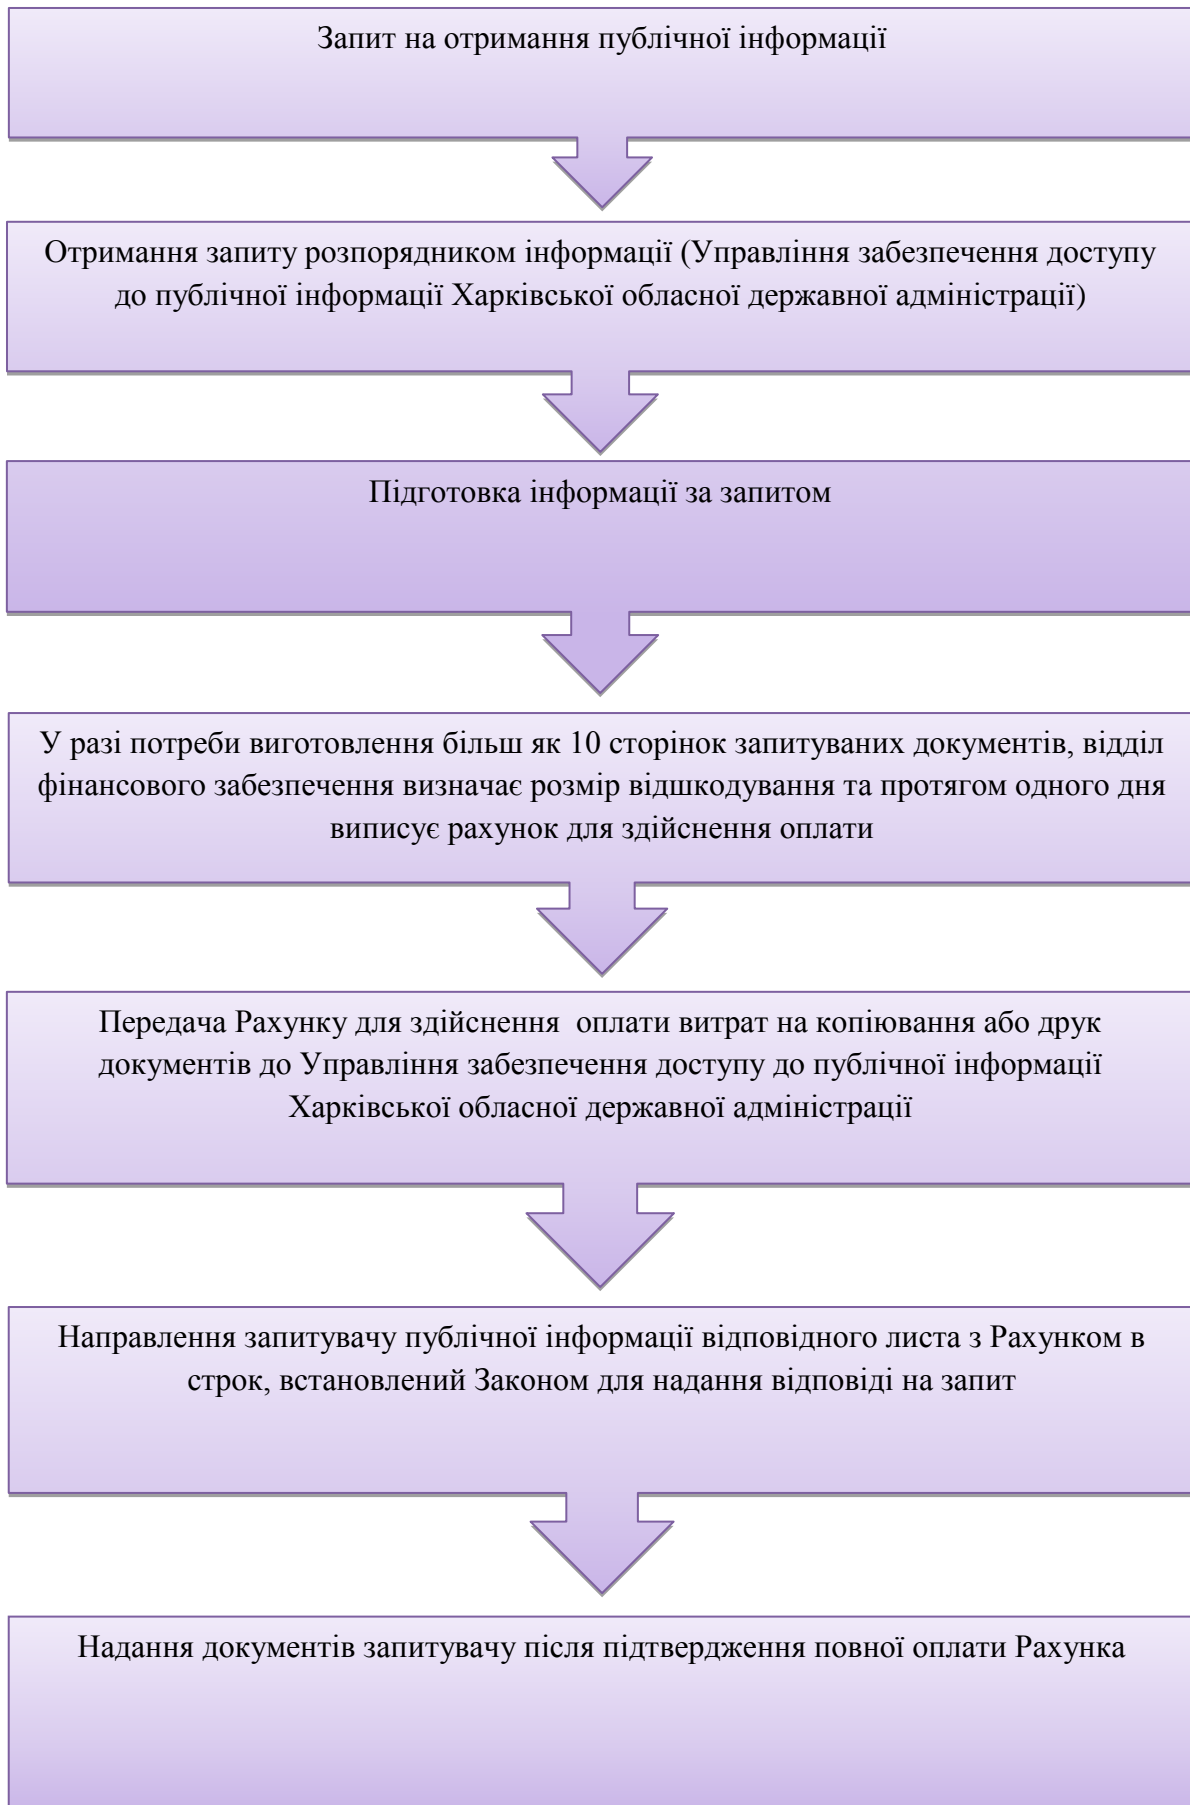 Запит на отримання публічної інформації
Отримання запиту розпорядником інформації (Управління забезпечення доступу
до публічної інформації Харківської обласної державної адміністрації)
Підготовка інформації за запитом
У разі потреби виготовлення більш як 10 сторінок запитуваних документів, відділ
фінансового забезпечення визначає розмір відшкодування та протягом одного дня
виписує рахунок для здійснення оплати
Передача Рахунку для здійснення  оплати витрат на копіювання або друк
документів до Управління забезпечення доступу до публічної інформації
Харківської обласної державної адміністрації
Направлення запитувачу публічної інформації відповідного листа з Рахунком в
строк, встановлений Законом для надання відповіді на запит
Надання документів запитувачу після підтвердження повної оплати Рахунка